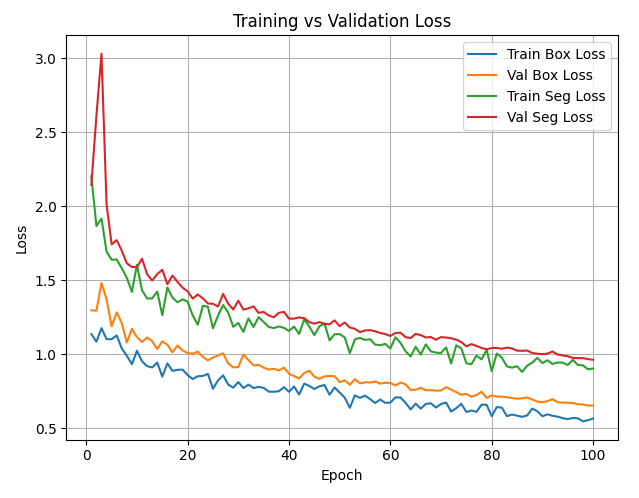 Training vs Validation Loss
Train Box Loss
Val Box Loss
Train Seg Loss
Val Seg Loss
3.0
2.5
2.0
1.5
1.0
0.5
Loss
0 20 40 60 80 100
Epoch